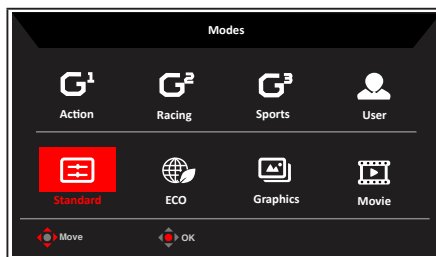 Modes
G¹ G² G³
Action Racing Sports User
Standard ECO Graphics Movie
Move OK